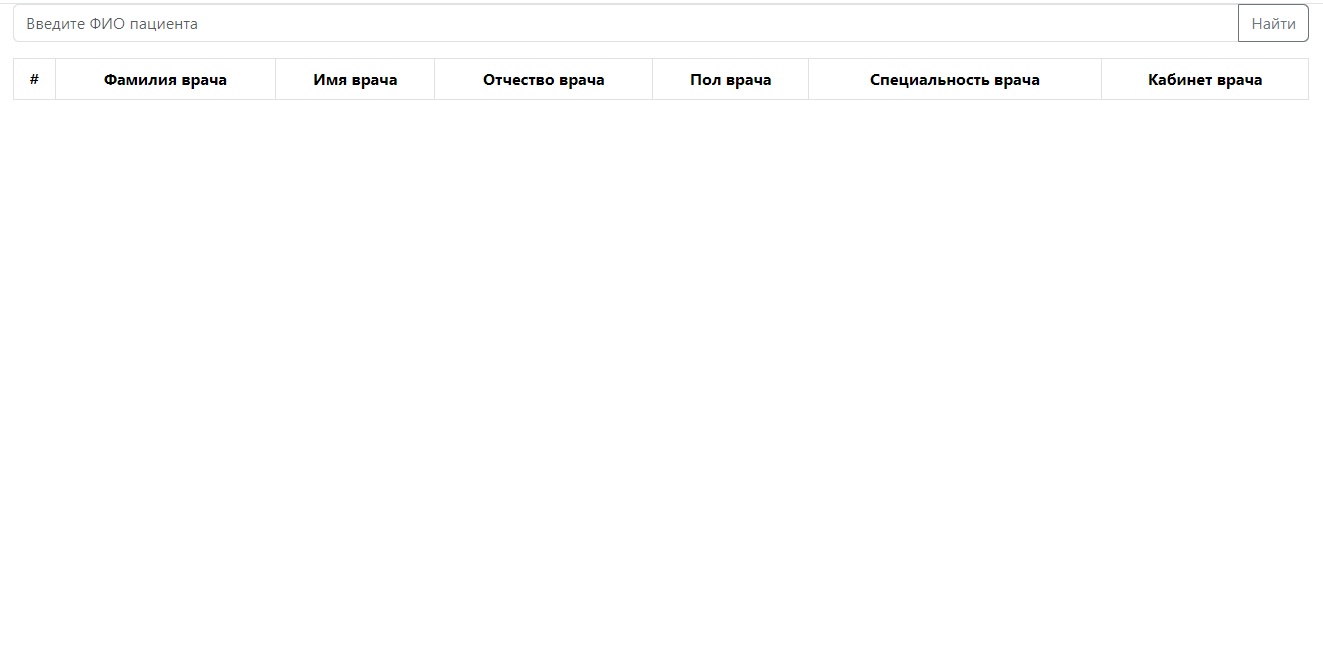 Введите ФИО пациента Найти
# Фамилия врача Имя врача Отчество врача Пол врача Специальность врача Кабинет врача